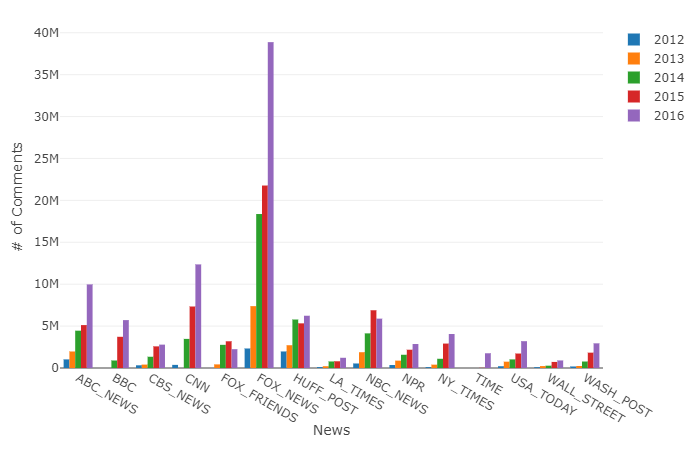 40M
35M
30M
25M
20M
15M
10M
5M
0
# of Comments
ABC_NEWS
BBC
CBS_NEWS
CNN
FOX_FRIENDS
FOX_NEWS
HUFF_POST
LA_TIMES
NBC_NEWS
NPR
NY_TIMES
TIME
USA_TODAY
WALL_STREET
WASH_POST
News
2012
2013
2014
2015
2016